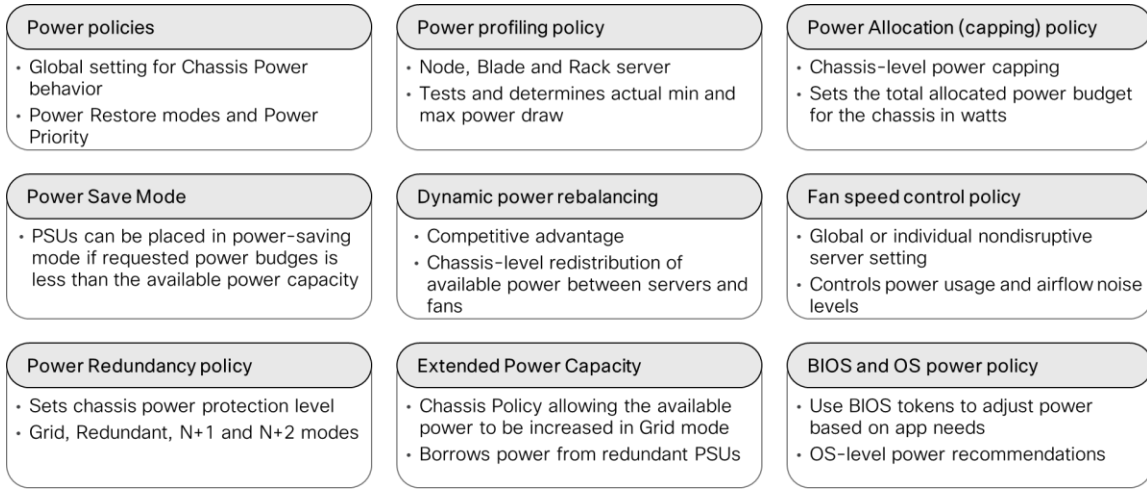 Power policies
• Global setting for Chassis Power
behavior
• Power Restore modes and Power
Priority
Power profiling policy
• Node, Blade and Rack server
• Tests and determines actual min and
max power draw
Power Allocation (capping) policy
• Chassis-level power capping
• Sets the total allocated power budget
for the chassis in watts
Power Save Mode
• PSUs can be placed in power-saving
mode if requested power budgets is
less than the available power capacity
Dynamic power rebalancing
• Competitive advantage
• Chassis-level redistribution of
available power between servers and
fans
Fan speed control policy
• Global or individual nondisruptive
server setting
• Controls power usage and airflow noise
levels
Power Redundancy policy
• Sets chassis power protection level
• Grid, Redundant, N+1 and N+2 modes
Extended Power Capacity
• Chassis Policy allowing the available
power to be increased in Grid mode
• Borrows power from redundant PSUs
BIOS and OS power policy
• Use BIOS tokens to adjust power
based on app needs
• OS-level power recommendations